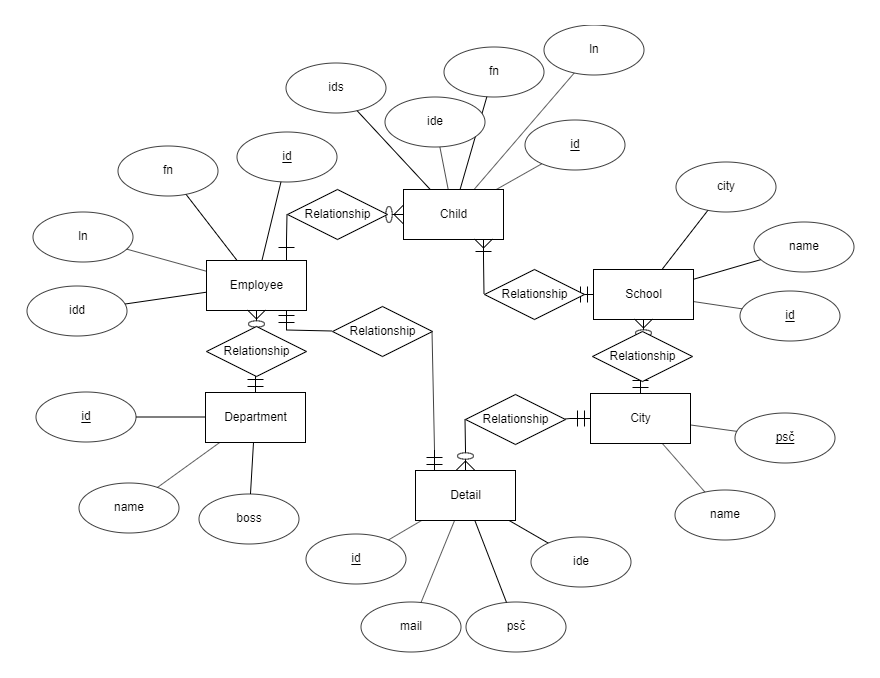 ln
fn
ids
ide
id
id
fn
city
Relationship
Child
ln
name
Employee
Relationship
School
idd
id
Relationship
Relationship
Relationship
id
Department
Relationship
City
psč
Detail
name
boss
name
id
ide
mail
psč